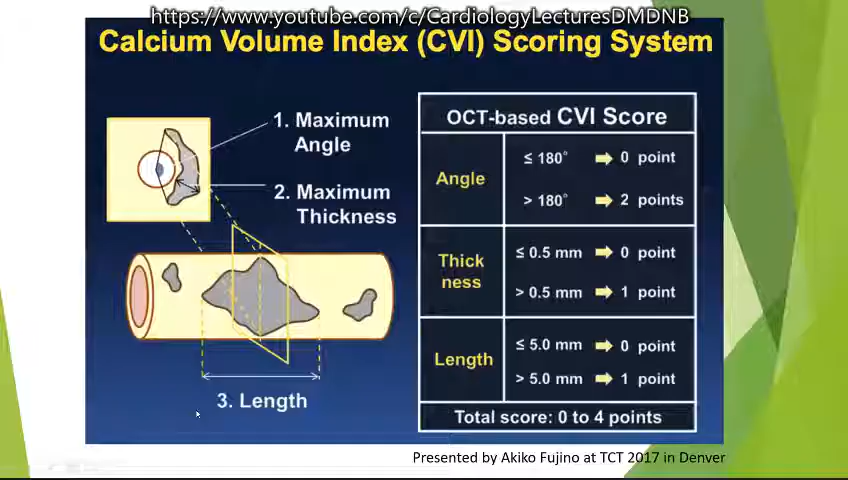 https://www.youtube.com/c/CardiologyLecturesDMDNB
Calcium Volume Index (CVI) Scoring System
1. Maximum
Angle
2. Maximum
Thickness
3. Length
OCT-based CVI Score
Angle
≤ 180° 0 point
> 180° 2 points
Thick
ness
≤ 0.5 mm 0 point
> 0.5 mm 1 point
Length
≤ 5.0 mm 0 point
> 5.0 mm 1 point
Total score: 0 to 4 points
Presented by Akiko Fujino at TCT 2017 in Denver